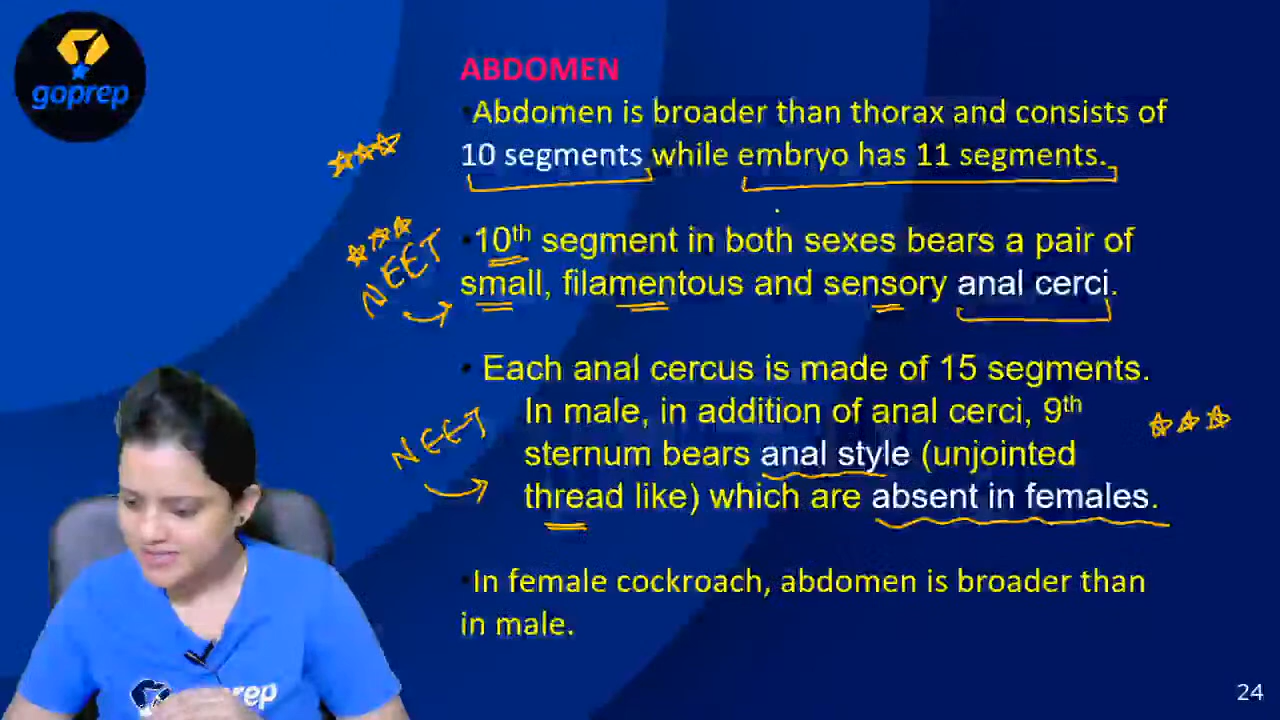 goprep
ABDOMEN
•Abdomen is broader than thorax and consists of
10 segments while embryo has 11 segments.
•10th segment in both sexes bears a pair of
small, filamentous and sensory anal cerci.
NEET
• Each anal cercus is made of 15 segments.
In male, in addition of anal cerci, 9th
sternum bears anal style (unjointed
thread like) which are absent in females.
NEET
•In female cockroach, abdomen is broader than
in male.
24